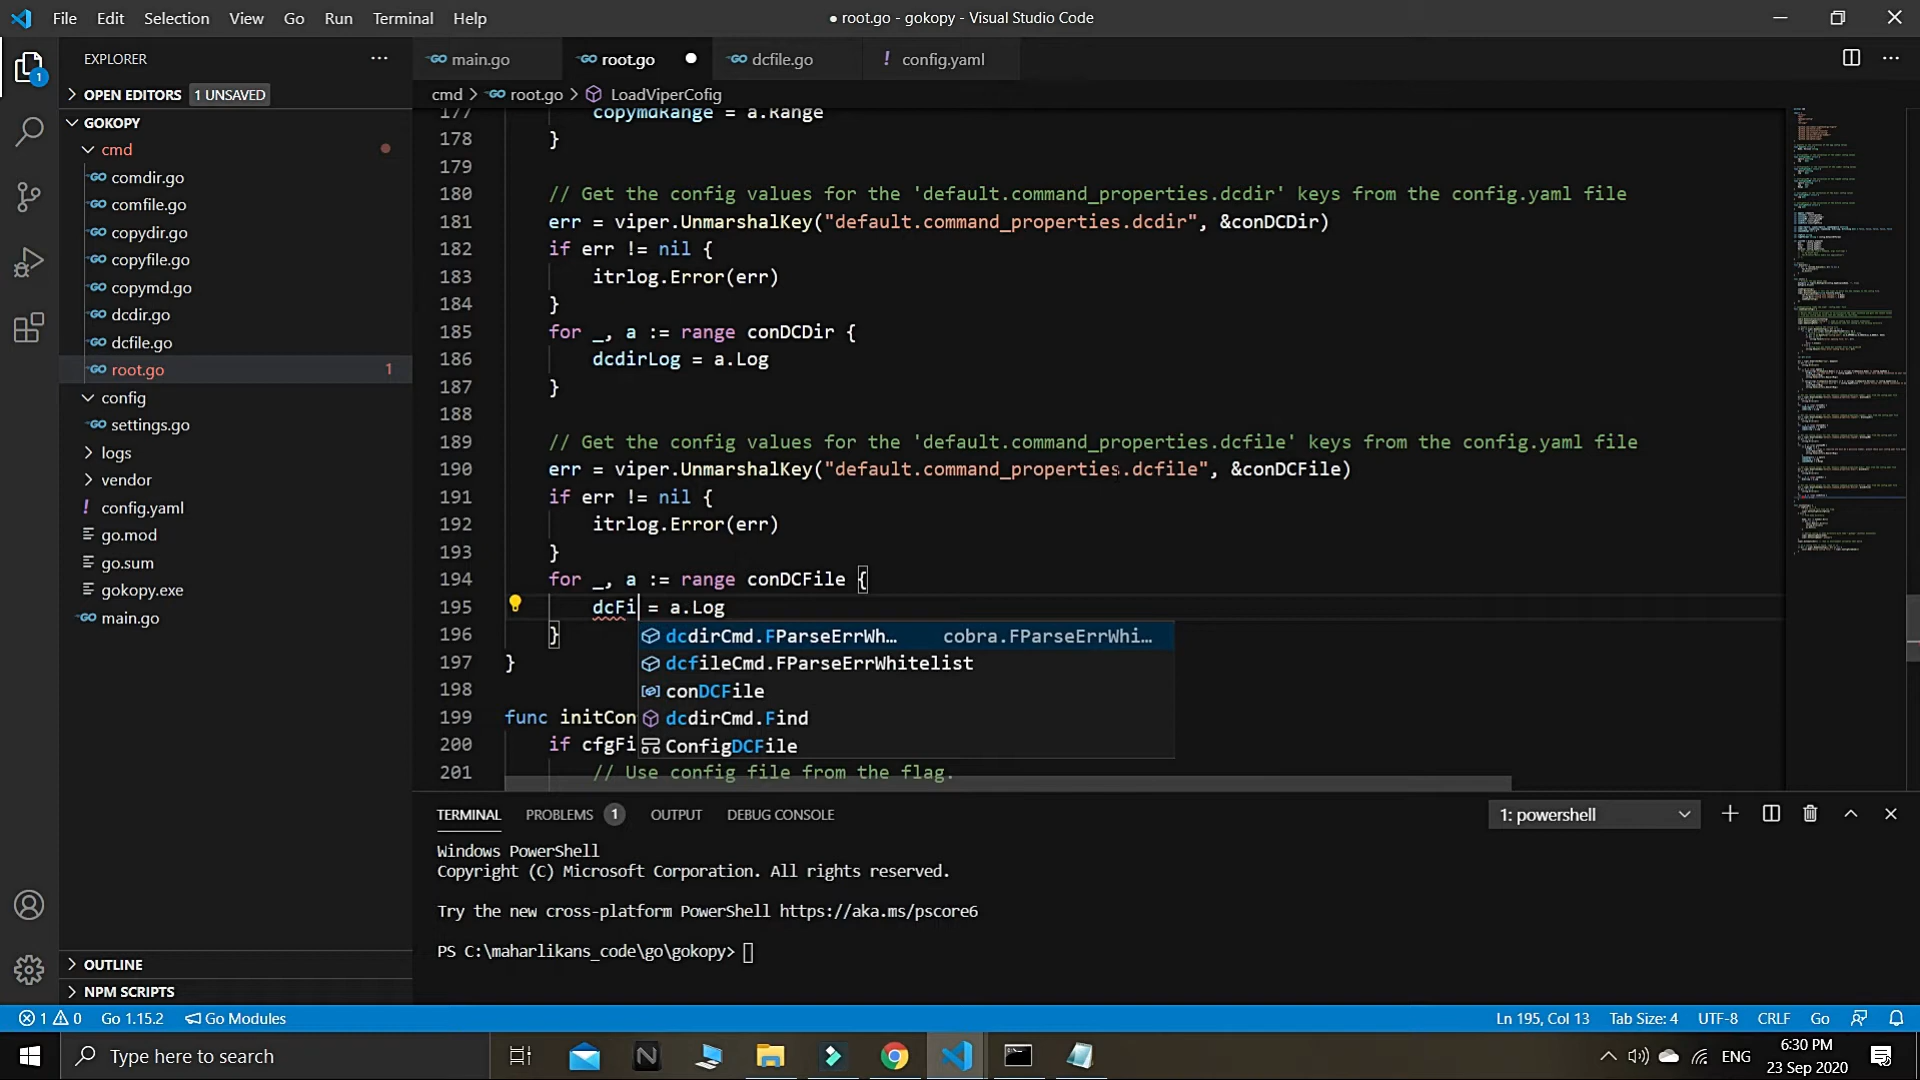 File Edit Selection View Go Run Terminal Help
● root.go - gokopy - Visual Studio Code
EXPLORER
main.go
root.go
dcfile.go
config.yaml
OPEN EDITORS 1 UNSAVED
cmd > root.go > LoadViperCofig
GOKOPY
cmd
comdir.go
comfile.go
copydir.go
copyfile.go
copymd.go
dcdir.go
dcfile.go
root.go 1
config
settings.go
logs
vendor
config.yaml
go.mod
go.sum
gokopy.exe
main.go
OUTLINE
NPM SCRIPTS
177 copymdRange = a.Range
178 }
179
180 // Get the config values for the 'default.command_properties.dcdir' keys from the config.yaml file
181 err = viper.UnmarshalKey("default.command_properties.dcdir", &conDCDir)
182 if err != nil {
183 itrlog.Error(err)
184 }
185 for _, a := range conDCDir {
186 dcdirLog = a.Log
187 }
188
189 // Get the config values for the 'default.command_properties.dcfile' keys from the config.yaml file
190 err = viper.UnmarshalKey("default.command_properties.dcfile", &conDCFile)
191 if err != nil {
192 itrlog.Error(err)
193 }
194 for _, a := range conDCFile {
195 dcFi = a.Log
196 }
197 }
198
199 func initCon
200 if cfgFi
201 // Use config file from the flag.
dcdirCmd.FParseErrWh… cobra.FParseErrWhi…
dcfileCmd.FParseErrWhitelist
conDCFile
dcdirCmd.Find
ConfigDCFile
TERMINAL PROBLEMS 1 OUTPUT DEBUG CONSOLE
1: powershell
Windows PowerShell
Copyright (C) Microsoft Corporation. All rights reserved.
Try the new cross-platform PowerShell https://aka.ms/pscore6
PS C:\maharlikans_code\go\gokopy>
1 0 Go 1.15.2 Go Modules
Ln 195, Col 13 Tab Size: 4 UTF-8 CRLF Go
Type here to search
ENG
6:30 PM
23 Sep 2020